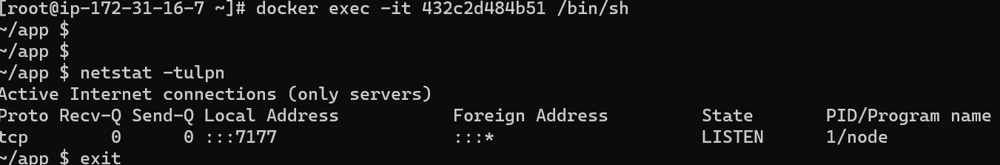 [root@ip-172-31-16-7 ~]# docker exec -it 432c2d484b51 /bin/sh
~/app $
~/app $
~/app $ netstat -tulpn
Active Internet connections (only servers)
Proto Recv-Q Send-Q Local Address           Foreign Address         State       PID/Program name
tcp        0      0 :::7177                 :::*                    LISTEN      1/node
~/app $ exit